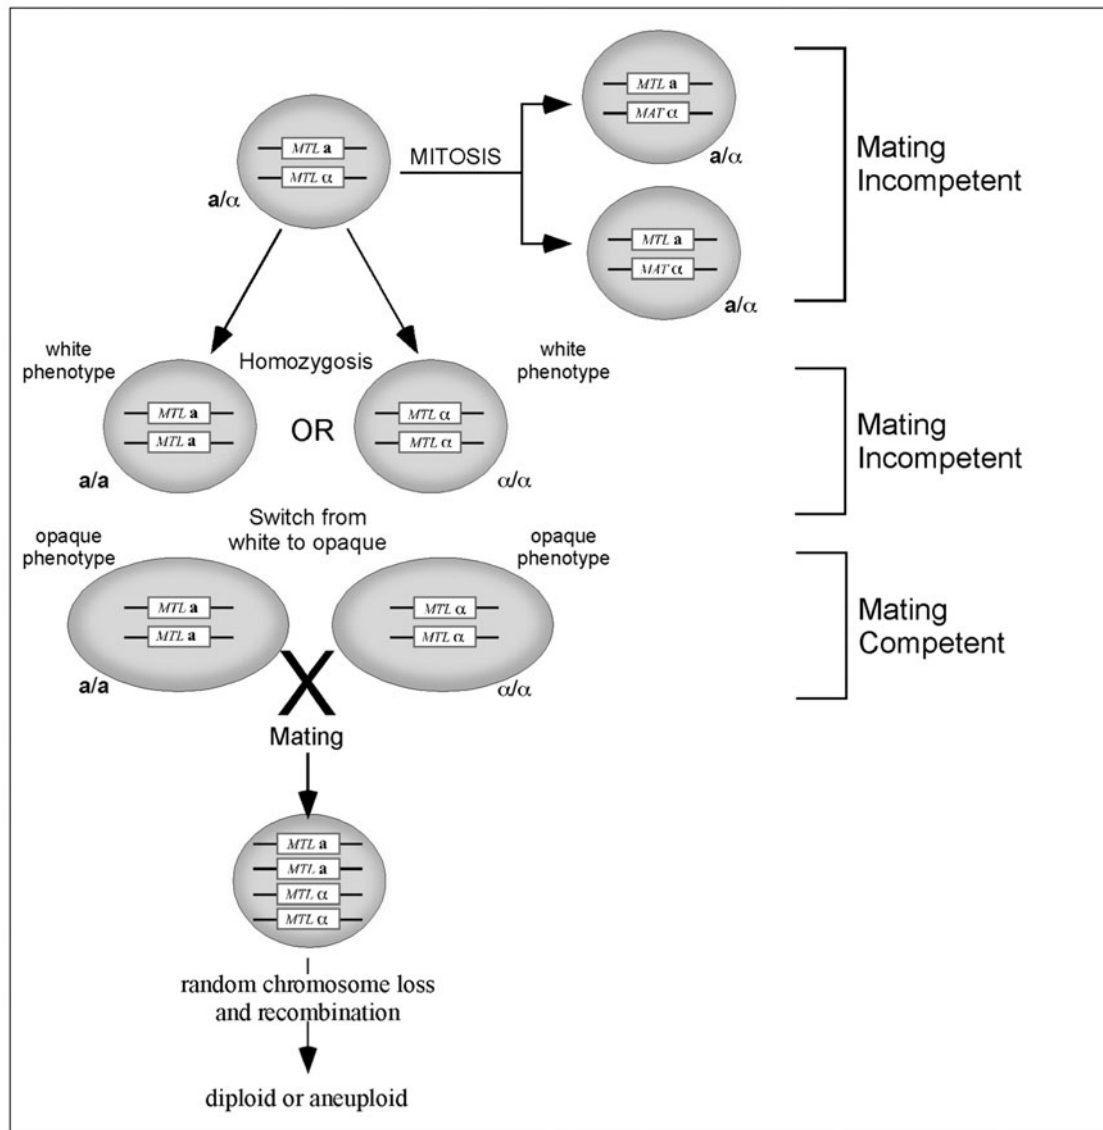 MTL a
MAT α
a/α
MTL a
MTL α
a/α
MITOSIS
Mating
Incompetent
MTL a
MAT α
a/α
white
phenotype
Homozygosis
white
phenotype
MTL a
MTL a
a/a
OR
MTL α
MTL α
α/α
Mating
Incompetent
Switch from
white to opaque
opaque
phenotype
opaque
phenotype
MTL a
MTL a
a/a
MTL α
MTL α
α/α
Mating
Competent
X
Mating
MTL a
MTL a
MTL α
MTL α
random chromosome loss
and recombination
diploid or aneuploid